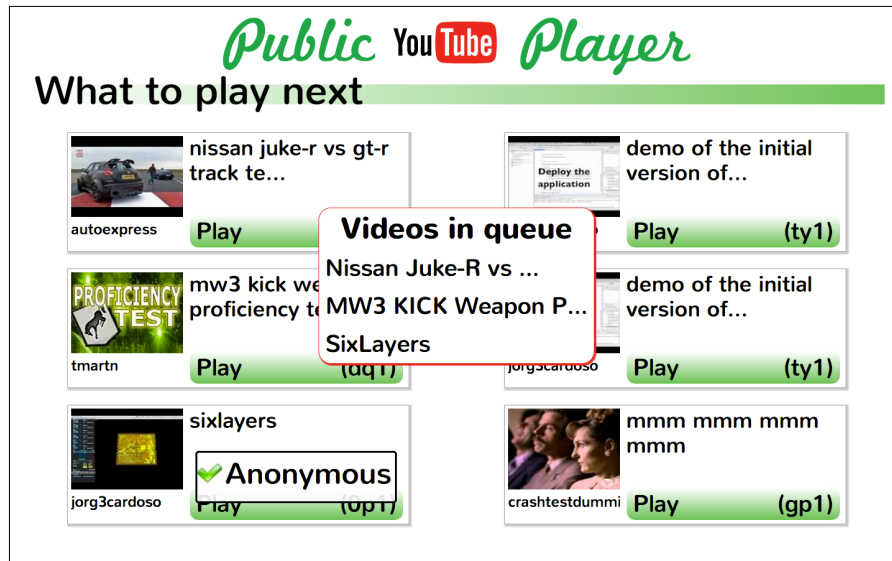 Public YouTube Player
What to play next
nissan juke-r vs gt-r
track te...
autoexpress
Play
mw3 kick we
proficiency te
PROFICIENCY
TEST
tmartn
Play (dq1)
sixlayers
Anonymous
jorg3cardoso
Play (0p1)
Videos in queue
Nissan Juke-R vs ...
MW3 KICK Weapon P...
SixLayers
demo of the initial
version of...
Deploy the
application
o
Play (ty1)
demo of the initial
version of...
jorg3cardoso
Play (ty1)
mmm mmm mmm
mmm
crashtestdummi
Play (gp1)